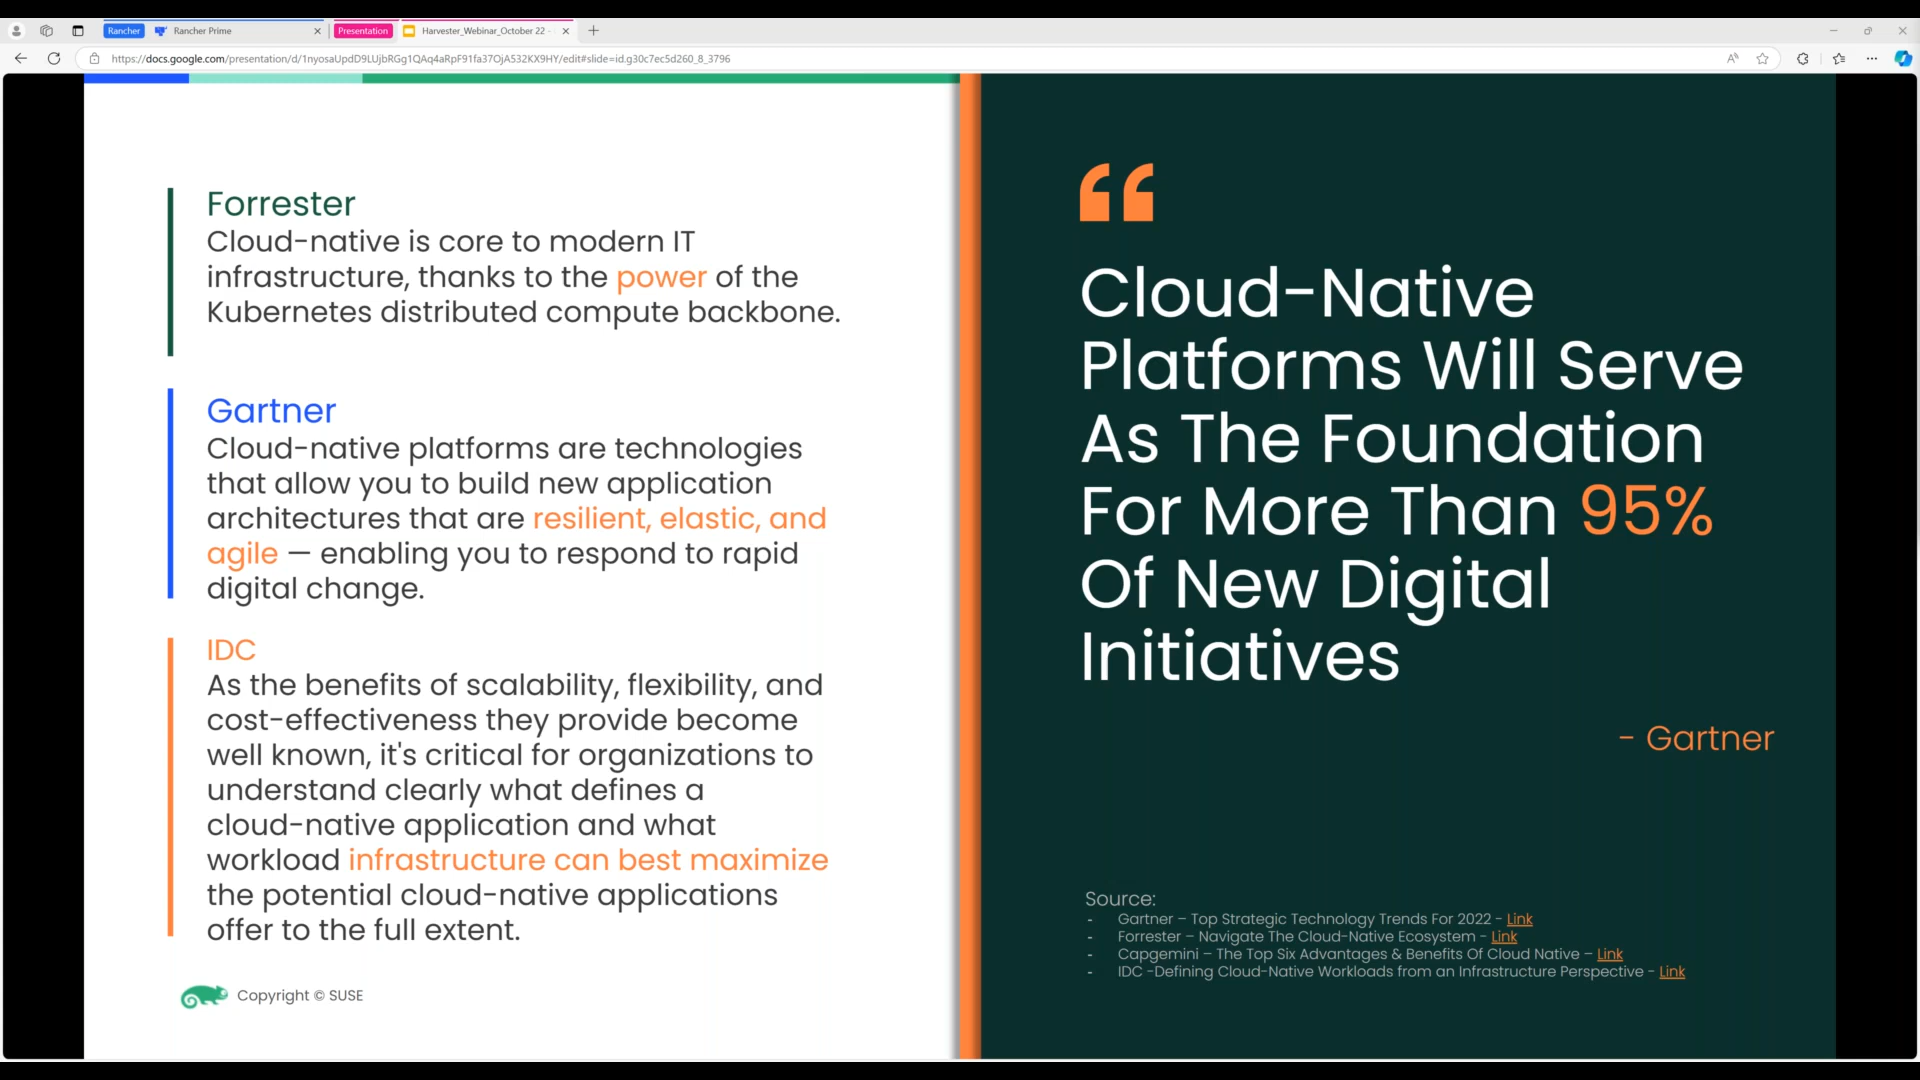 Rancher
Rancher Prime
Presentation
Harvester_Webinar_October 22 -
https://docs.google.com/presentation/d/1nyosaUpdD9LUjbRGg1QAq4aRpF91fa37OjA532KX9HY/edit#slide=id.g30c7ec5d260_8_3796
Forrester
Cloud-native is core to modern IT
infrastructure, thanks to the power of the
Kubernetes distributed compute backbone.
Gartner
Cloud-native platforms are technologies
that allow you to build new application
architectures that are resilient, elastic, and
agile — enabling you to respond to rapid
digital change.
IDC
As the benefits of scalability, flexibility, and
cost-effectiveness they provide become
well known, it's critical for organizations to
understand clearly what defines a
cloud-native application and what
workload infrastructure can best maximize
the potential cloud-native applications
offer to the full extent.
Copyright © SUSE
“
Cloud-Native
Platforms Will Serve
As The Foundation
For More Than 95%
Of New Digital
Initiatives
- Gartner
Source:
- Gartner – Top Strategic Technology Trends For 2022 - Link
- Forrester – Navigate The Cloud-Native Ecosystem - Link
- Capgemini – The Top Six Advantages & Benefits Of Cloud Native – Link
- IDC -Defining Cloud-Native Workloads from an Infrastructure Perspective - Link